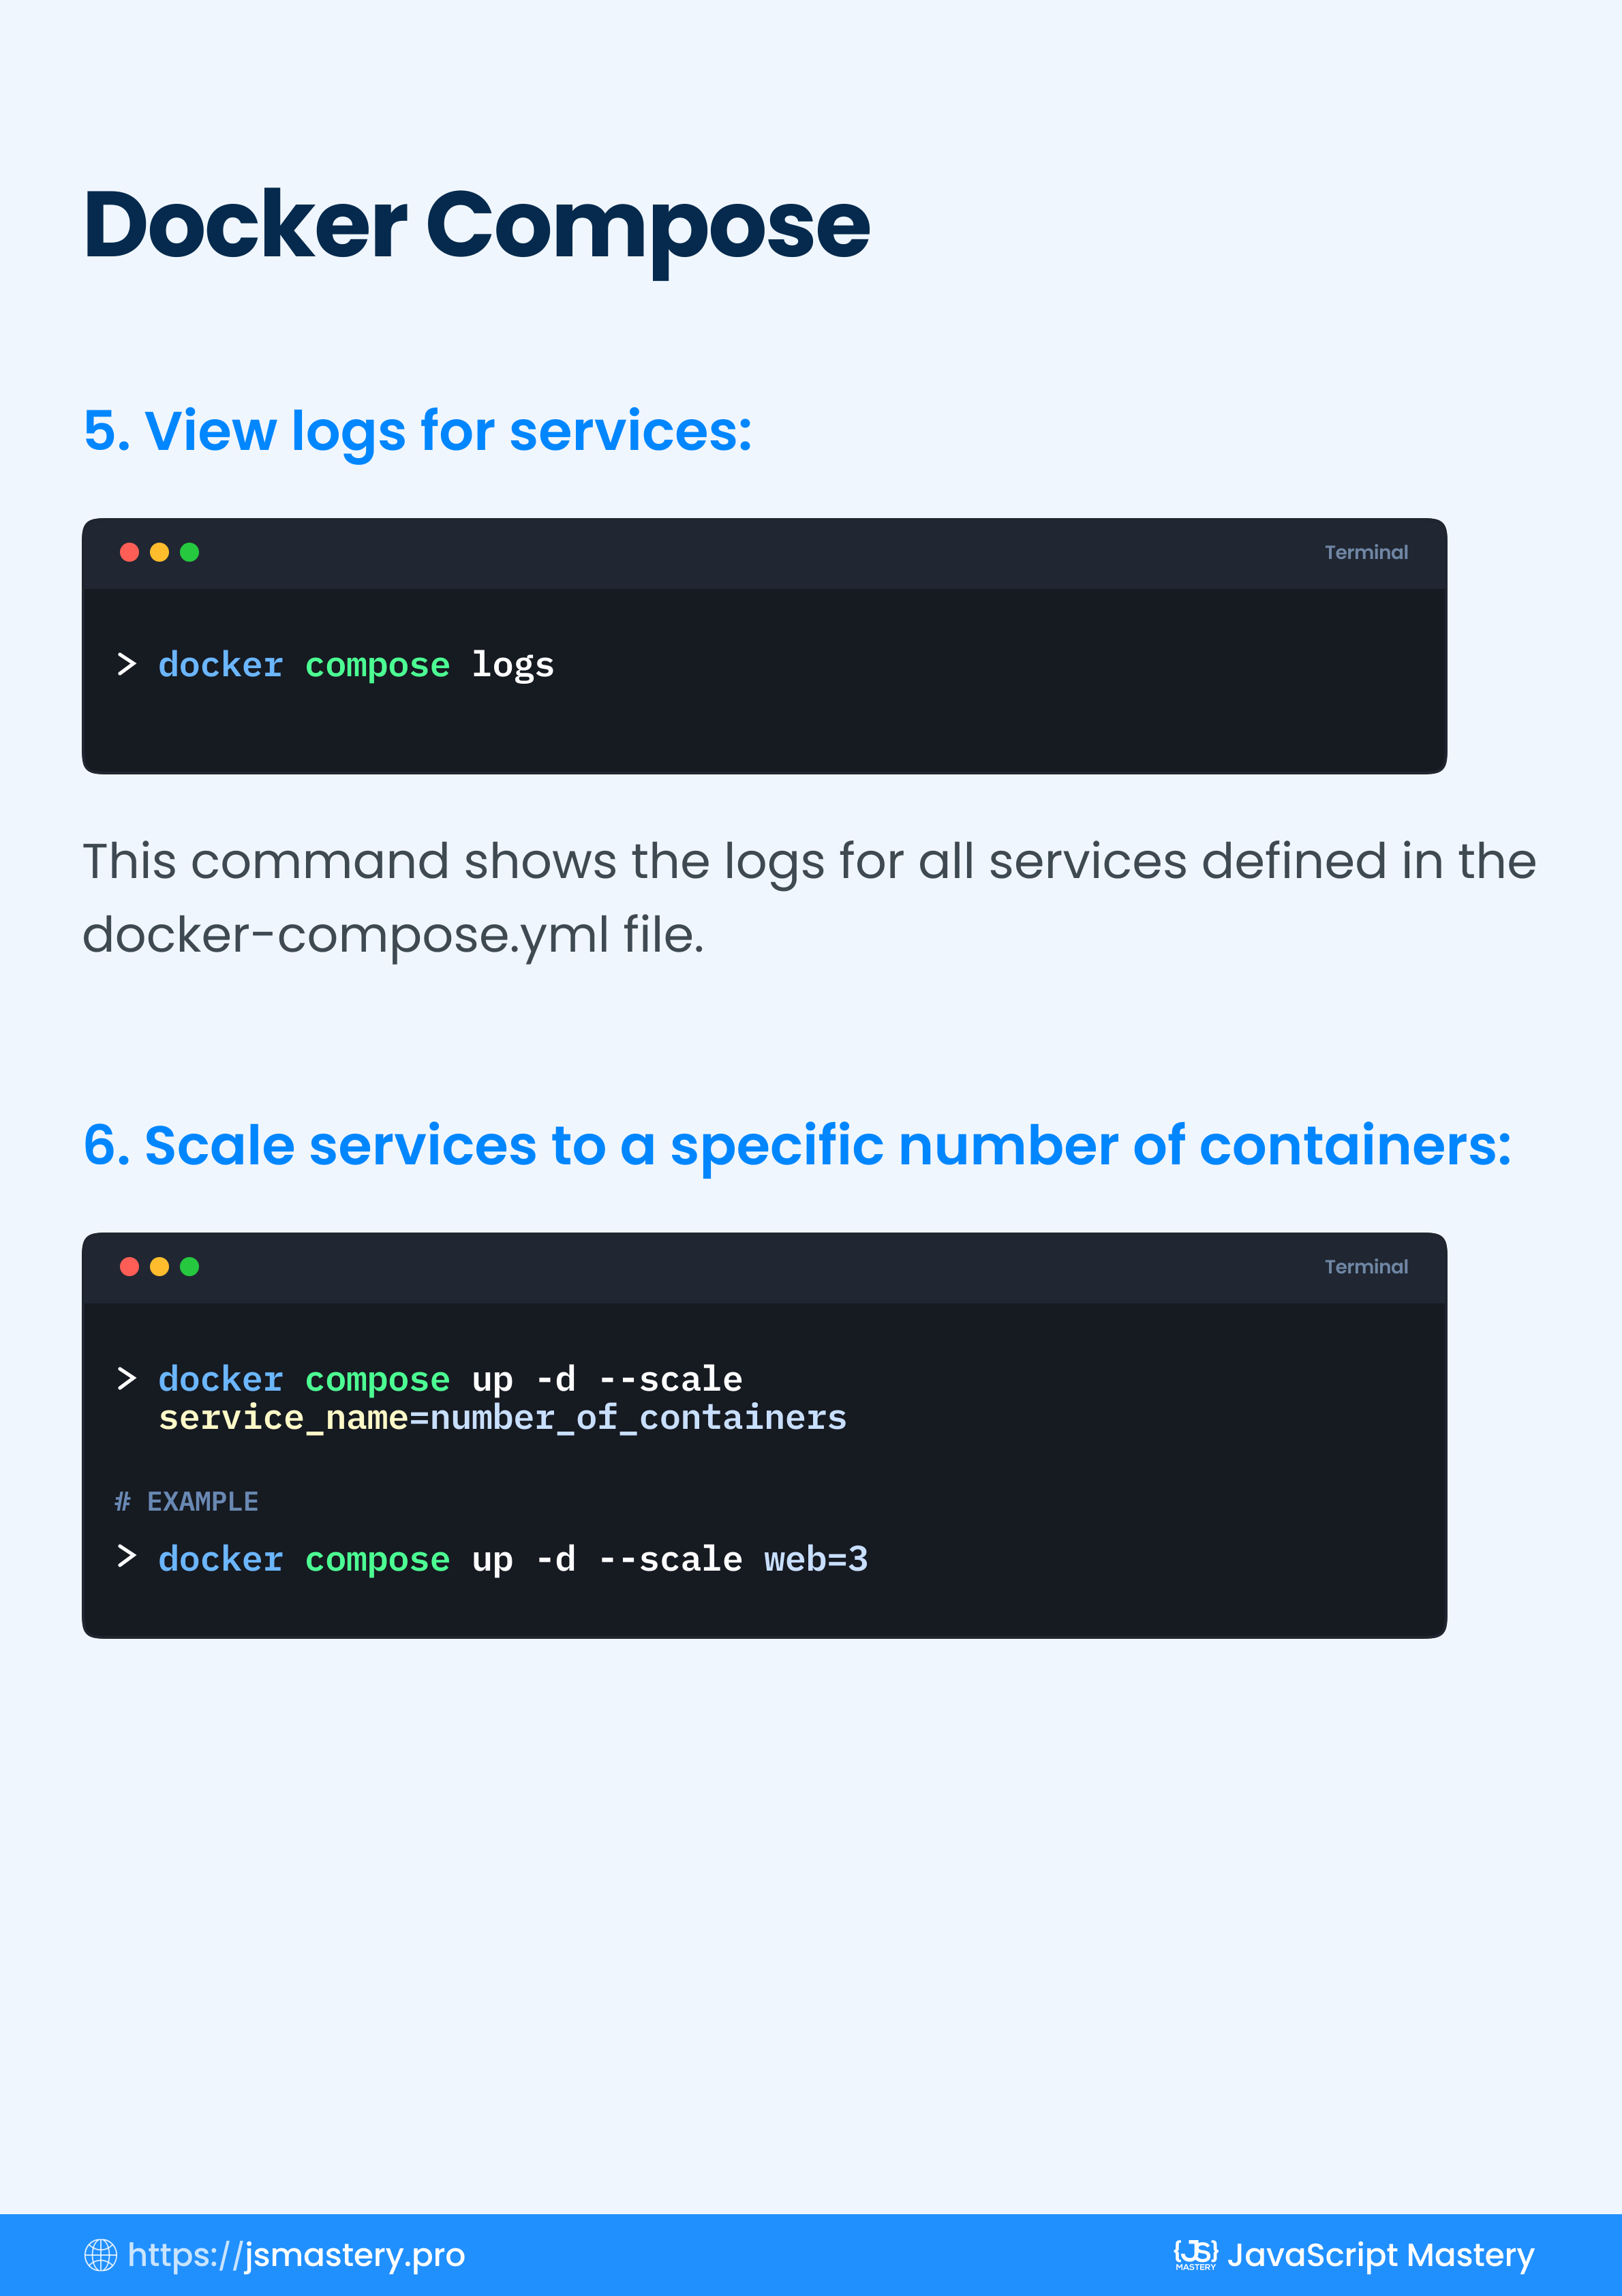 Docker Compose
5. View logs for services:
Terminal
> docker compose logs
This command shows the logs for all services defined in the
docker-compose.yml file.
6. Scale services to a specific number of containers:
Terminal
> docker compose up -d --scale
service_name=number_of_containers
# EXAMPLE
> docker compose up -d --scale web=3
https://jsmastery.pro
{JS} MASTERY JavaScript Mastery